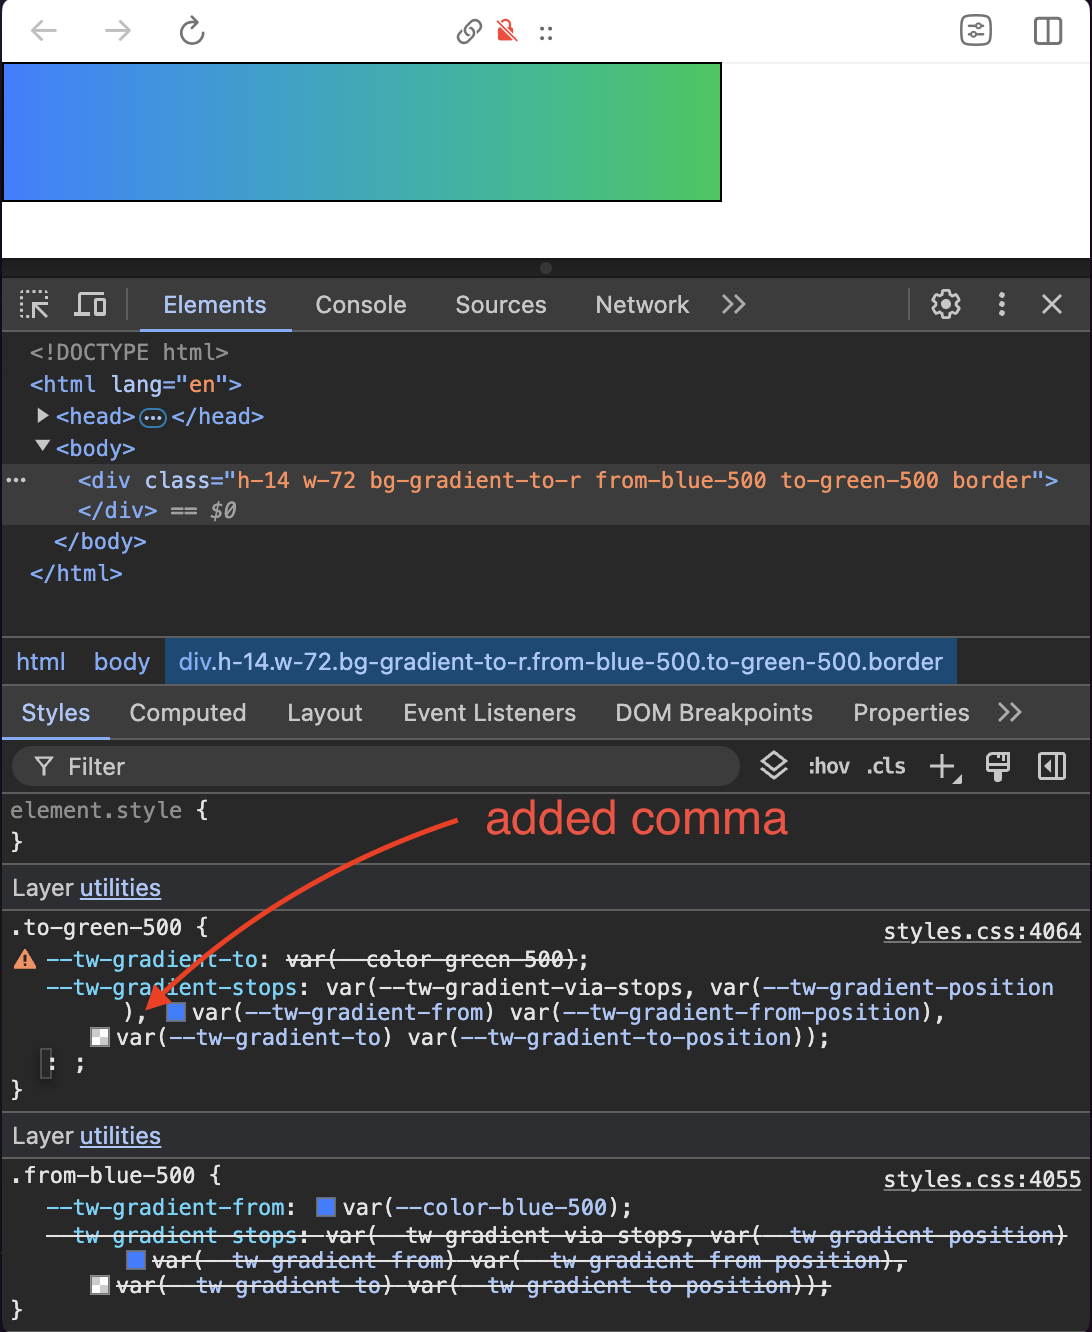 Elements Console Sources Network
<!DOCTYPE html>
<html lang="en">
<head> ··· </head>
<body>
··· <div class="h-14 w-72 bg-gradient-to-r from-blue-500 to-green-500 border">
</div> == $0
</body>
</html>
html body div.h-14.w-72.bg-gradient-to-r.from-blue-500.to-green-500.border
Styles Computed Layout Event Listeners DOM Breakpoints Properties
Filter :hov .cls
element.style {
added comma
}
Layer utilities
.to-green-500 { styles.css:4064
--tw-gradient-to: var(--color-green-500);
--tw-gradient-stops: var(--tw-gradient-via-stops, var(--tw-gradient-position
), var(--tw-gradient-from) var(--tw-gradient-from-position),
var(--tw-gradient-to) var(--tw-gradient-to-position));
: ;
}
Layer utilities
.from-blue-500 { styles.css:4055
--tw-gradient-from: var(--color-blue-500);
--tw-gradient-stops: var(--tw-gradient-via-stops, var(--tw-gradient-position)
var(--tw-gradient-from) var(--tw-gradient-from-position),
var(--tw-gradient-to) var(--tw-gradient-to-position));
}